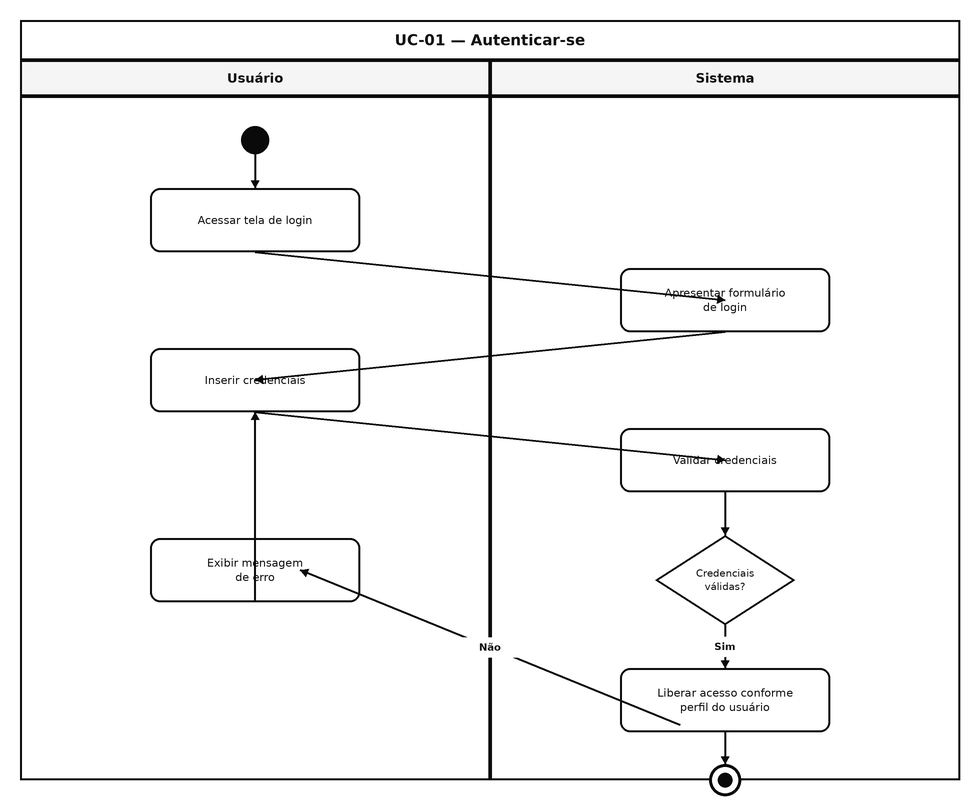 UC-01 — Autenticar-se
Usuário
Sistema
Acessar tela de login
Apresentar formulário
de login
Inserir credenciais
Validar credenciais
Exibir mensagem
de erro
Credenciais
válidas?
Não
Sim
Liberar acesso conforme
perfil do usuário